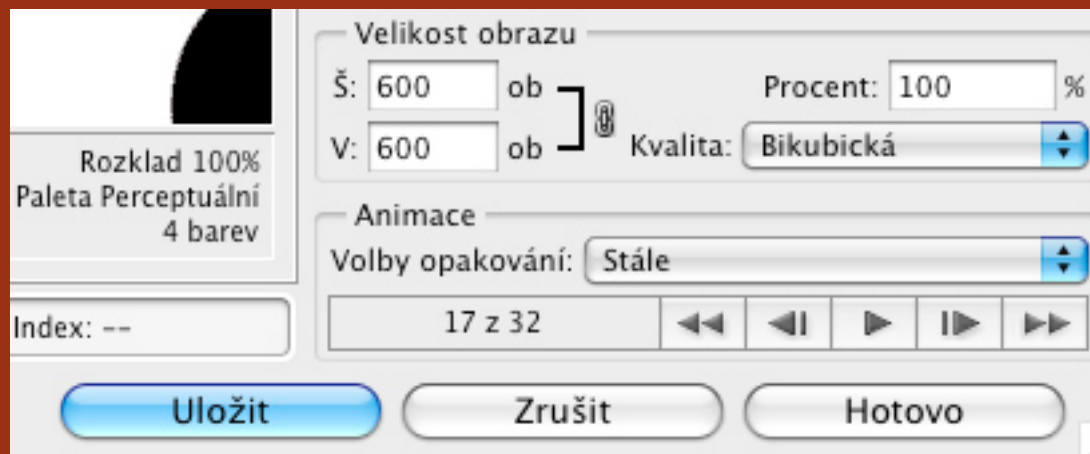 Velikost obrazu
Š: 600 ob
Procent: 100 %
V: 600 ob
Kvalita: Bikubická
Rozklad 100%
Paleta Perceptuální
4 barev
Animace
Volby opakování: Stále
Index: --
17 z 32
Uložit Zrušit Hotovo